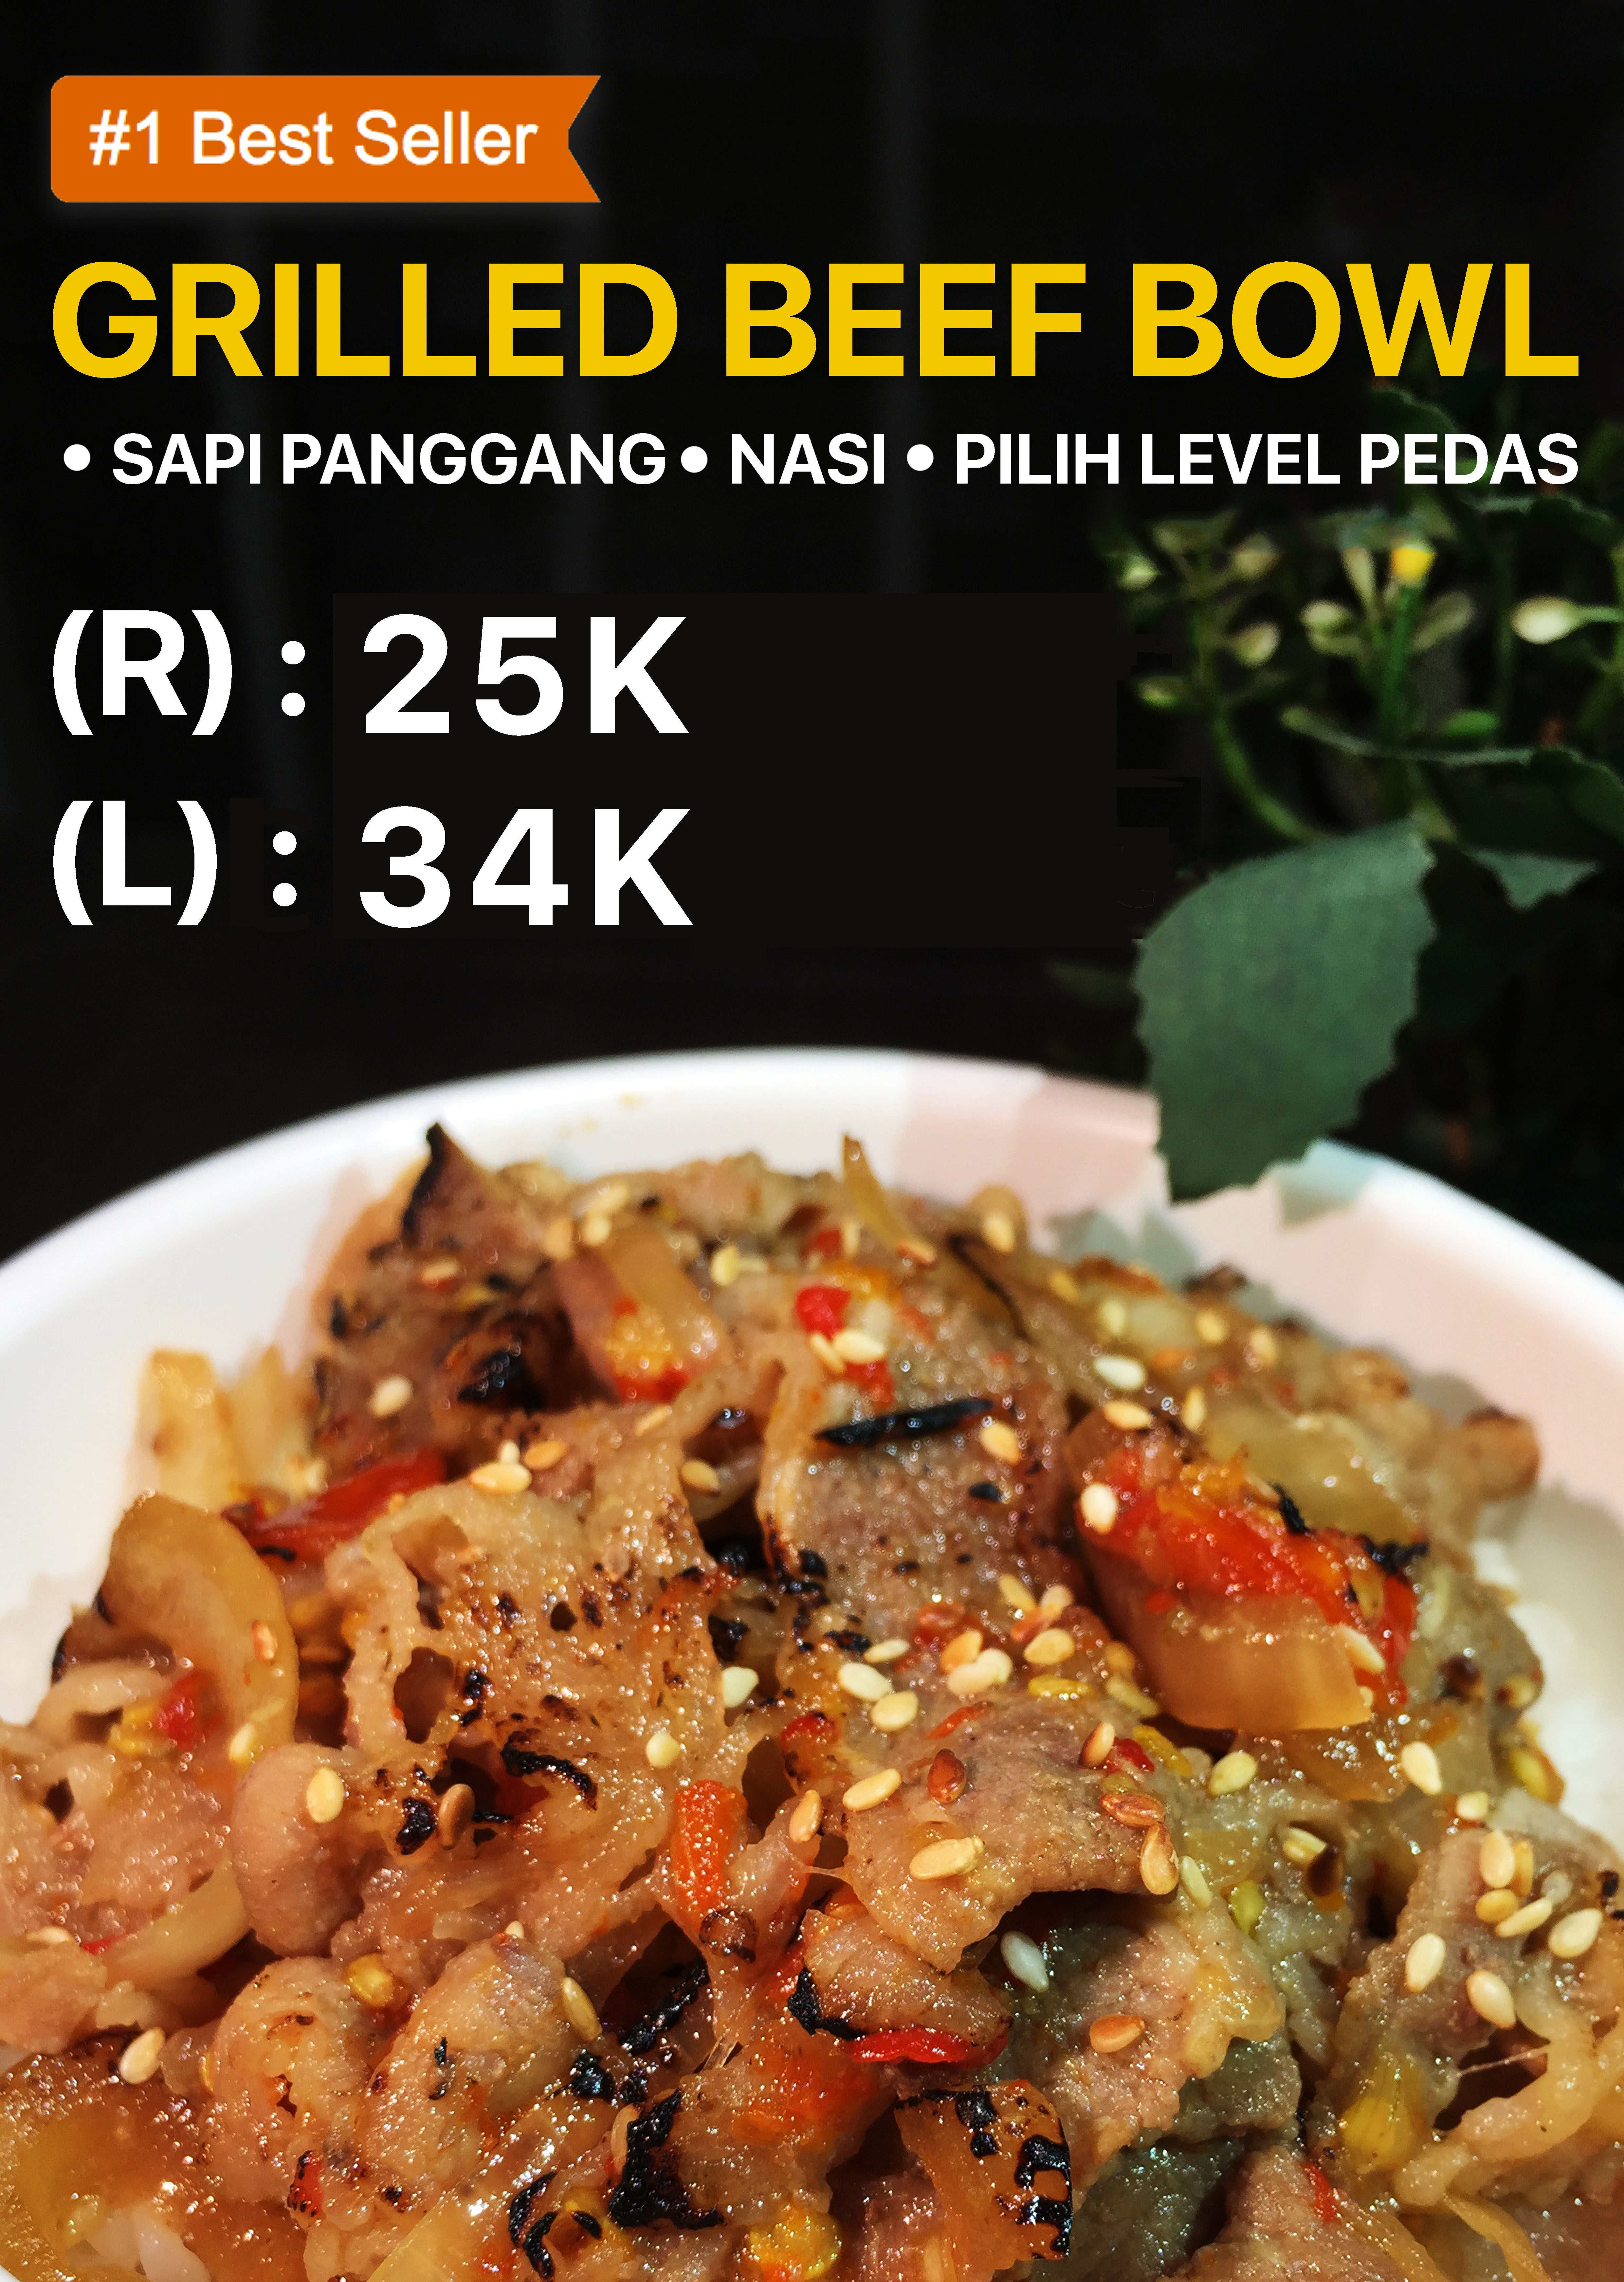 #1 Best Seller
GRILLED BEEF BOWL
• SAPI PANGGANG • NASI • PILIH LEVEL PEDAS
(R) : 25K
(L) : 34K